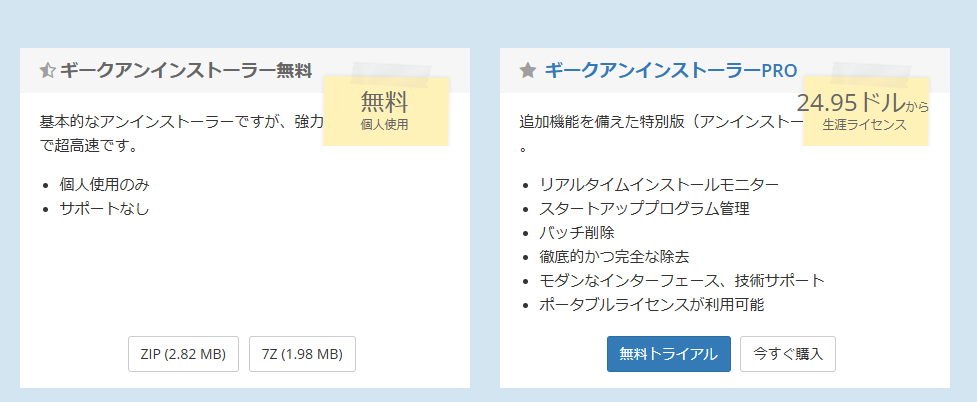 ギークアンインストーラー無料
無料
個人使用
基本的なアンインストーラーですが、強力
で超高速です。
• 個人使用のみ
• サポートなし
ZIP (2.82 MB)
7Z (1.98 MB)
ギークアンインストーラーPRO
24.95ドルから
生涯ライセンス
追加機能を備えた特別版（アンインストー
。
• リアルタイムインストールモニター
• スタートアッププログラム管理
• バッチ削除
• 徹底的かつ完全な除去
• モダンなインターフェース、技術サポート
• ポータブルライセンスが利用可能
無料トライアル
今すぐ購入